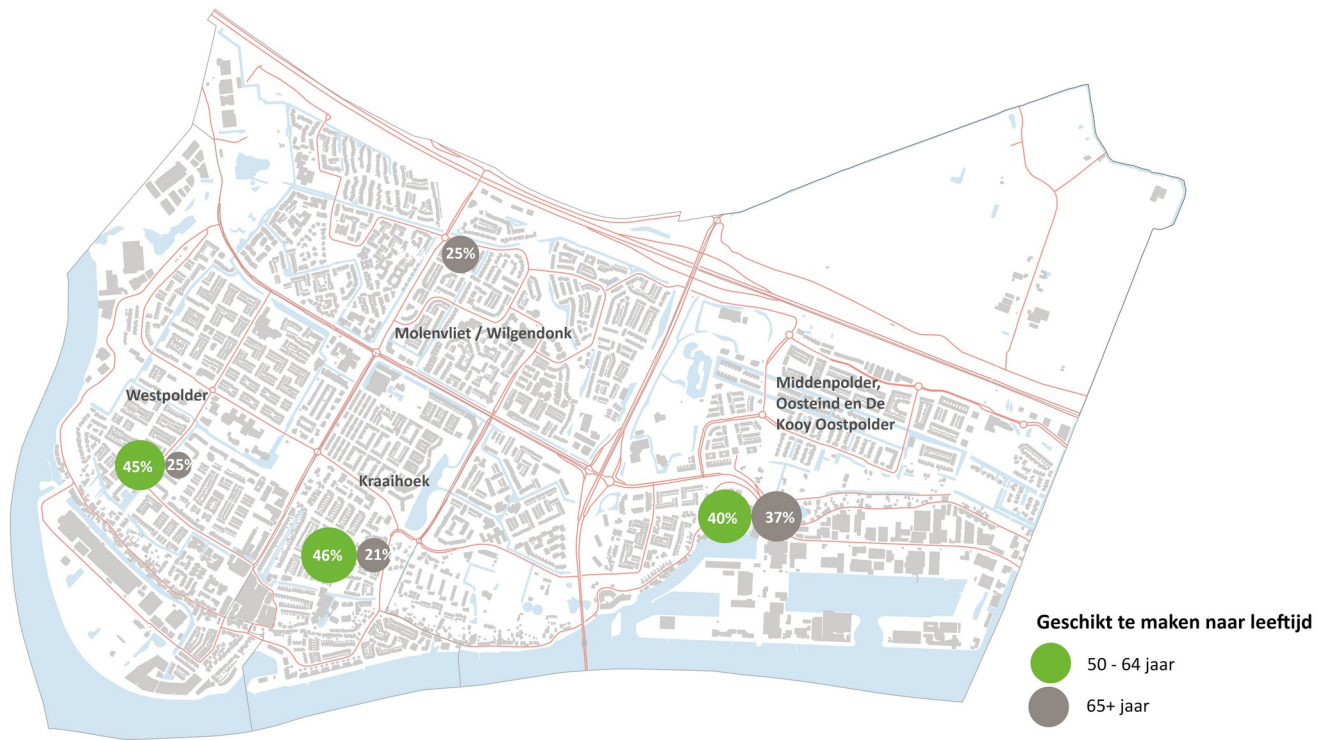 25%
Molenvliet / Wilgendonk
Middenpolder,
Oosteind en De
Kooy Oostpolder
Westpolder
45%
25%
Kraaihoek
40%
37%
46%
21%
Geschikt te maken naar leeftijd
50 - 64 jaar
65+ jaar